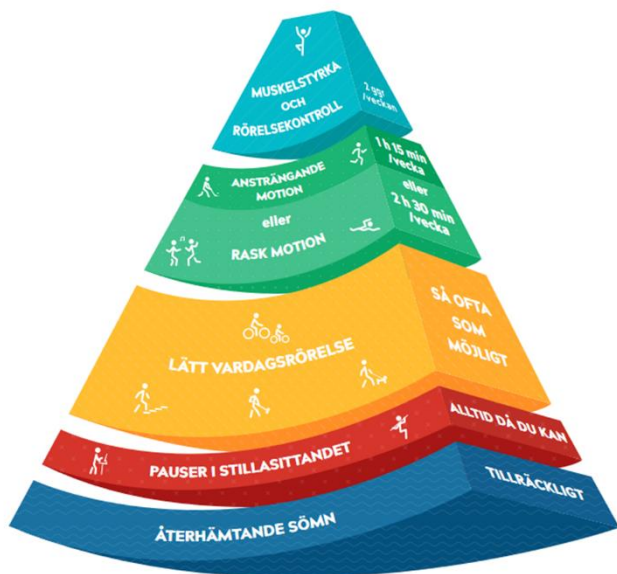 MUSKELSTYRKA
OCH
RÖRELSEKONTROLL
2 ggr
/veckan
ANSTRÄNGANDE
MOTION
1 h 15 min
/vecka
eller
RASK MOTION
eller
2 h 30 min
/vecka
LÄTT VARDAGSRÖRELSE
SÅ OFTA
SOM
MÖJLIGT
PAUSER I STILLASITTANDET
ALLTID DÅ DU KAN
ÅTERHÄMTANDE SÖMN
TILLRÄCKLIGT